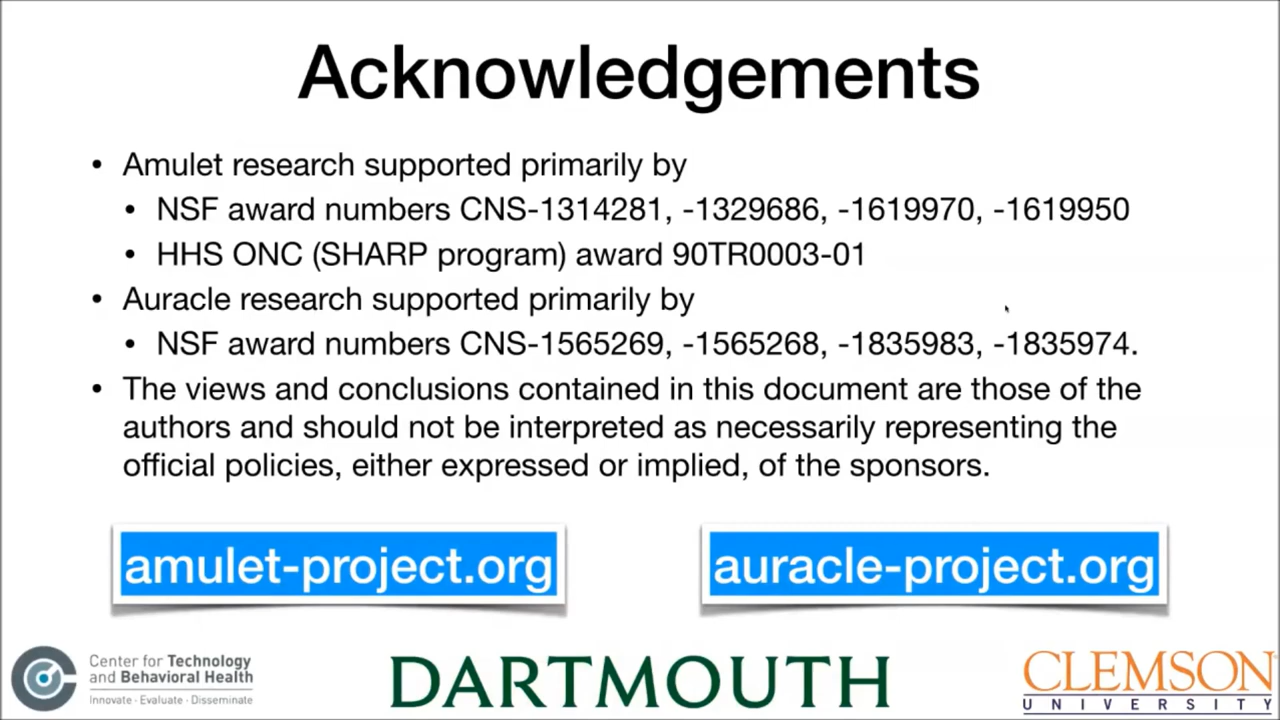 Acknowledgements
• Amulet research supported primarily by
• NSF award numbers CNS-1314281, -1329686, -1619970, -1619950
• HHS ONC (SHARP program) award 90TR0003-01
• Auracle research supported primarily by
• NSF award numbers CNS-1565269, -1565268, -1835983, -1835974.
• The views and conclusions contained in this document are those of the
authors and should not be interpreted as necessarily representing the
official policies, either expressed or implied, of the sponsors.
amulet-project.org
auracle-project.org
Center for Technology
and Behavioral Health
Innovate · Evaluate · Disseminate
DARTMOUTH
CLEMSON
UNIVERSITY